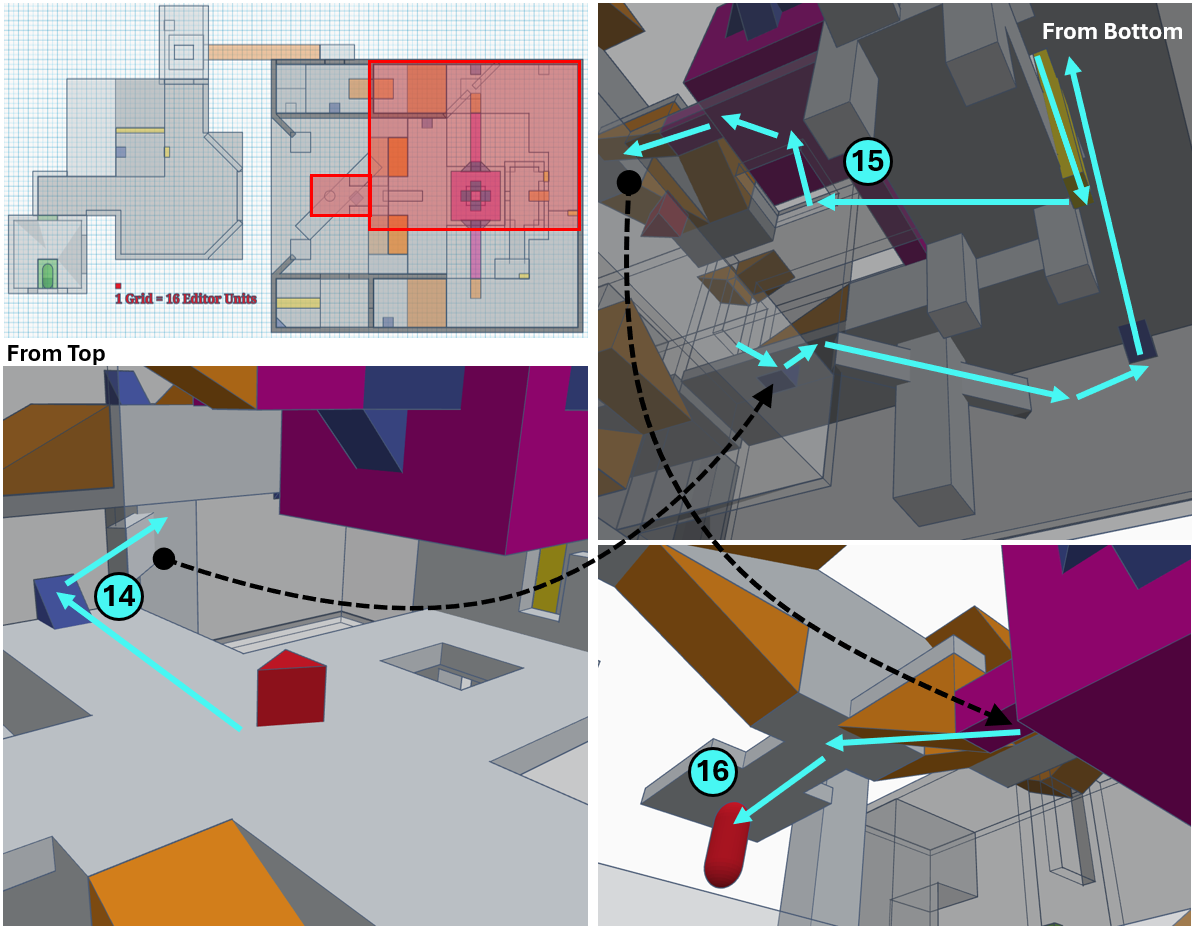 From Bottom
15
1 Grid = 16 Editor Units
From Top
14
16